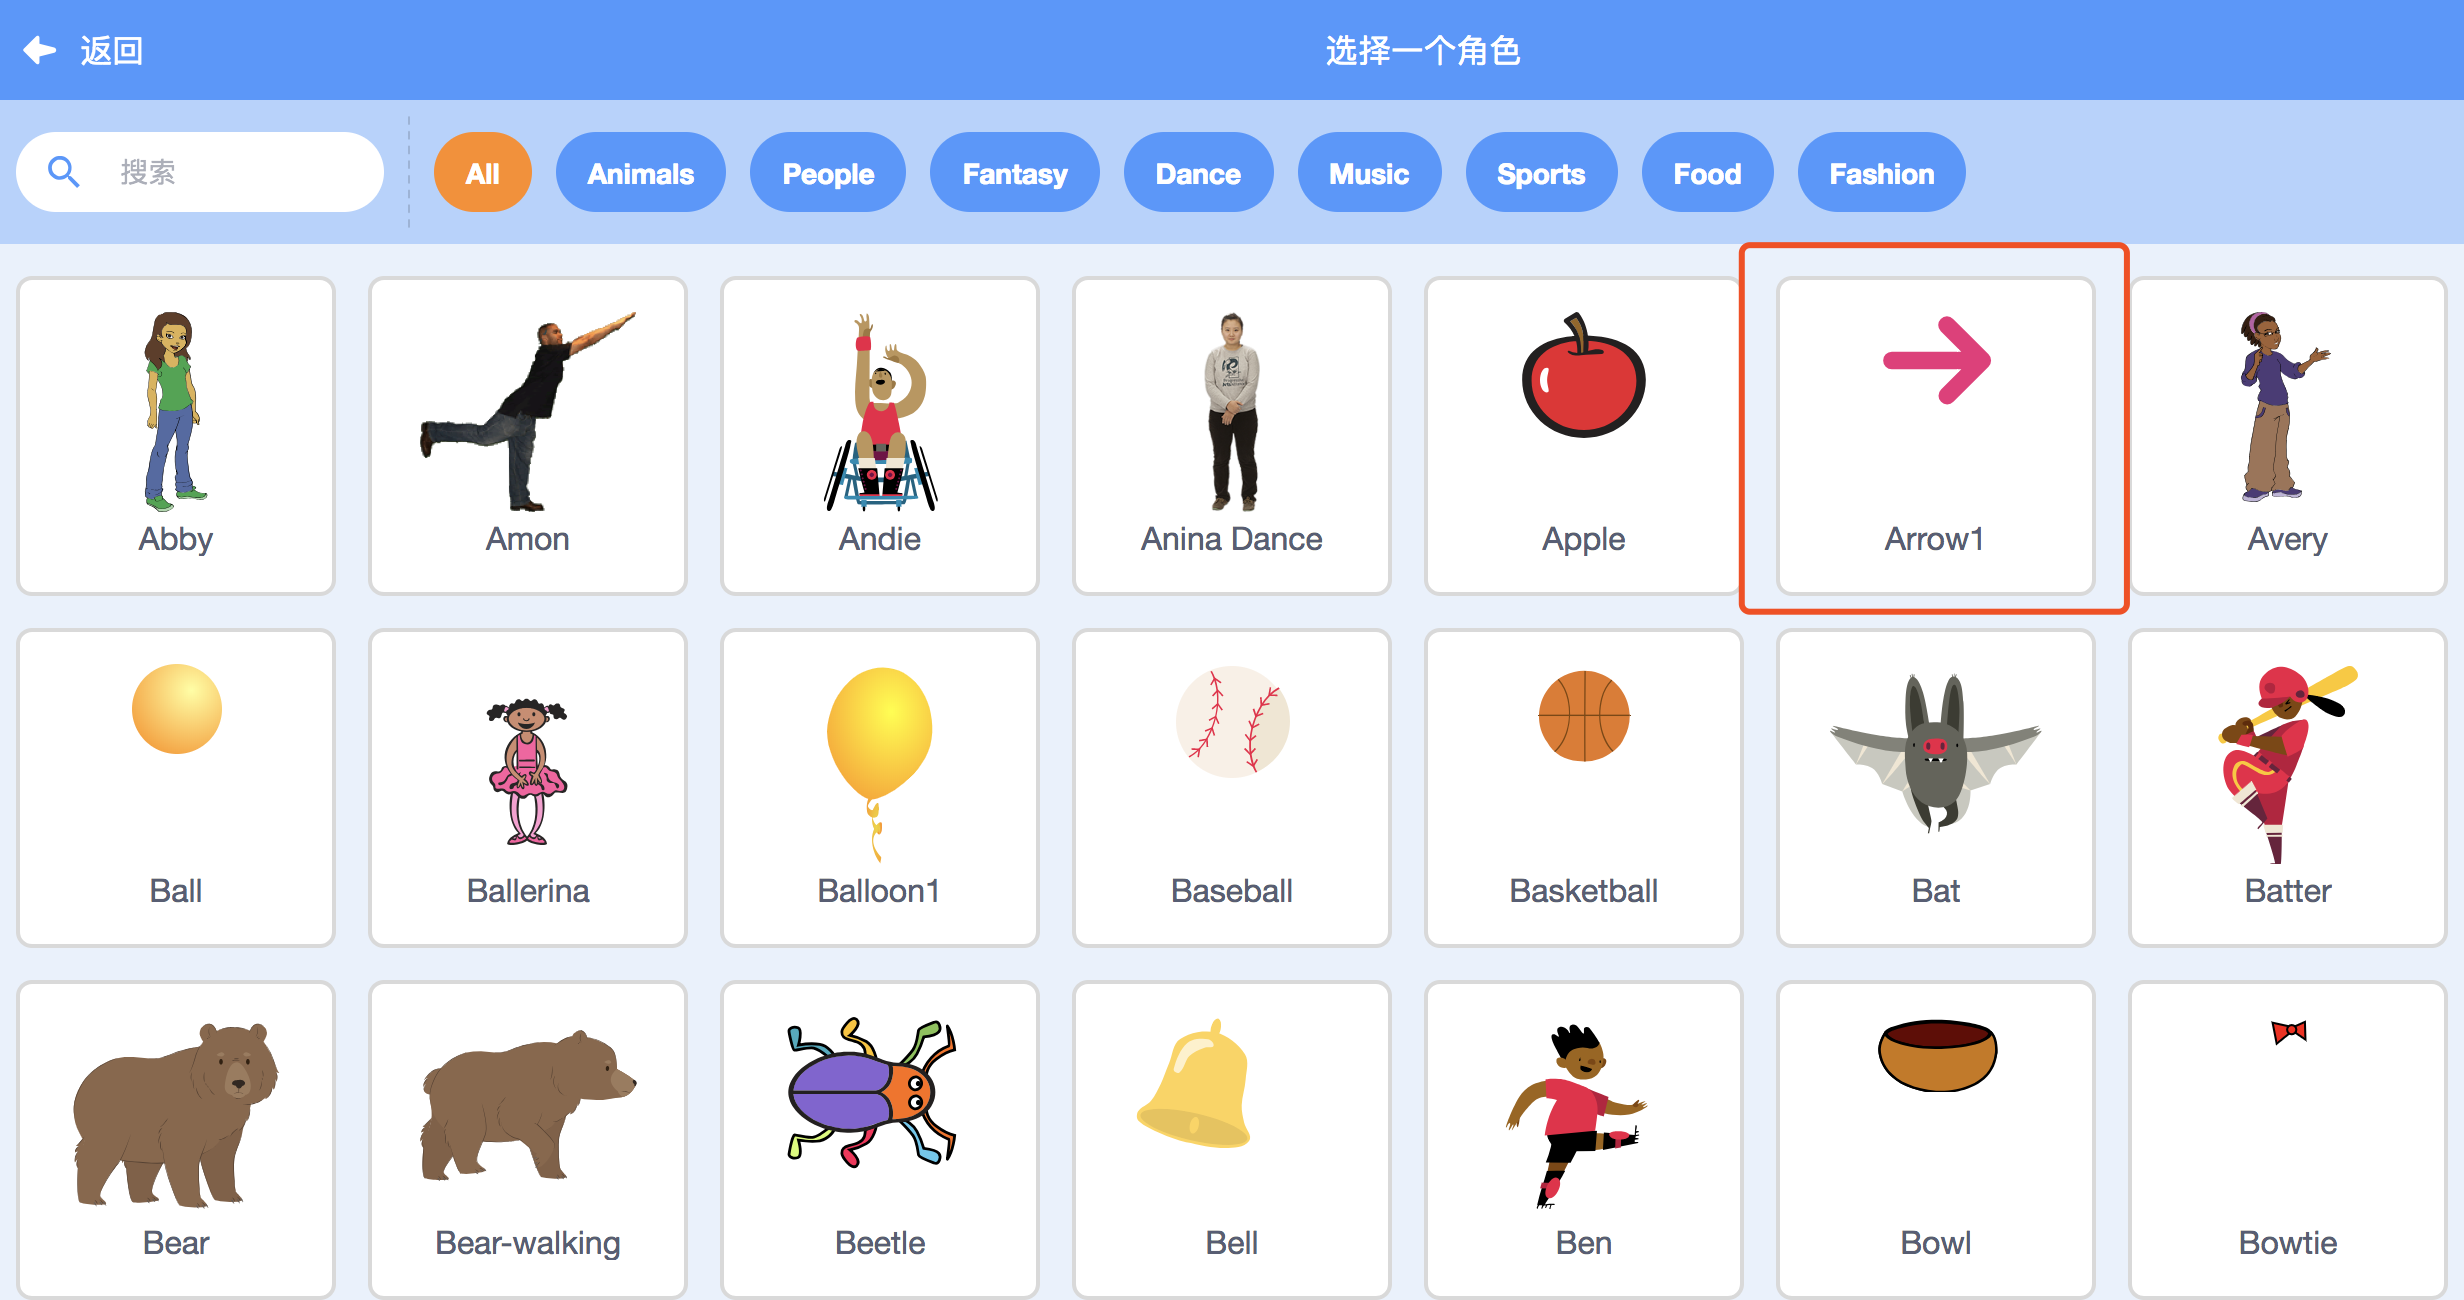 返回
选择一个角色
搜索
All
Animals
People
Fantasy
Dance
Music
Sports
Food
Fashion
Abby
Amon
Andie
Anina Dance
Apple
Arrow1
Avery
Ball
Ballerina
Balloon1
Baseball
Basketball
Bat
Batter
Bear
Bear-walking
Beetle
Bell
Ben
Bowl
Bowtie